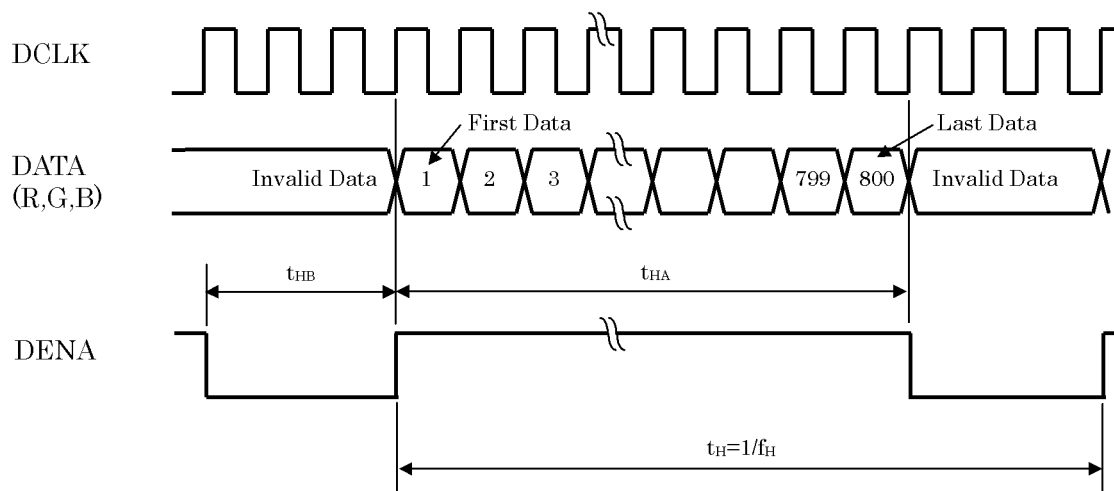 DCLK
First Data
Last Data
DATA
(R,G,B)
Invalid Data
1
2
3
799
800
Invalid Data
tHB
tHA
DENA
tH=1/fH